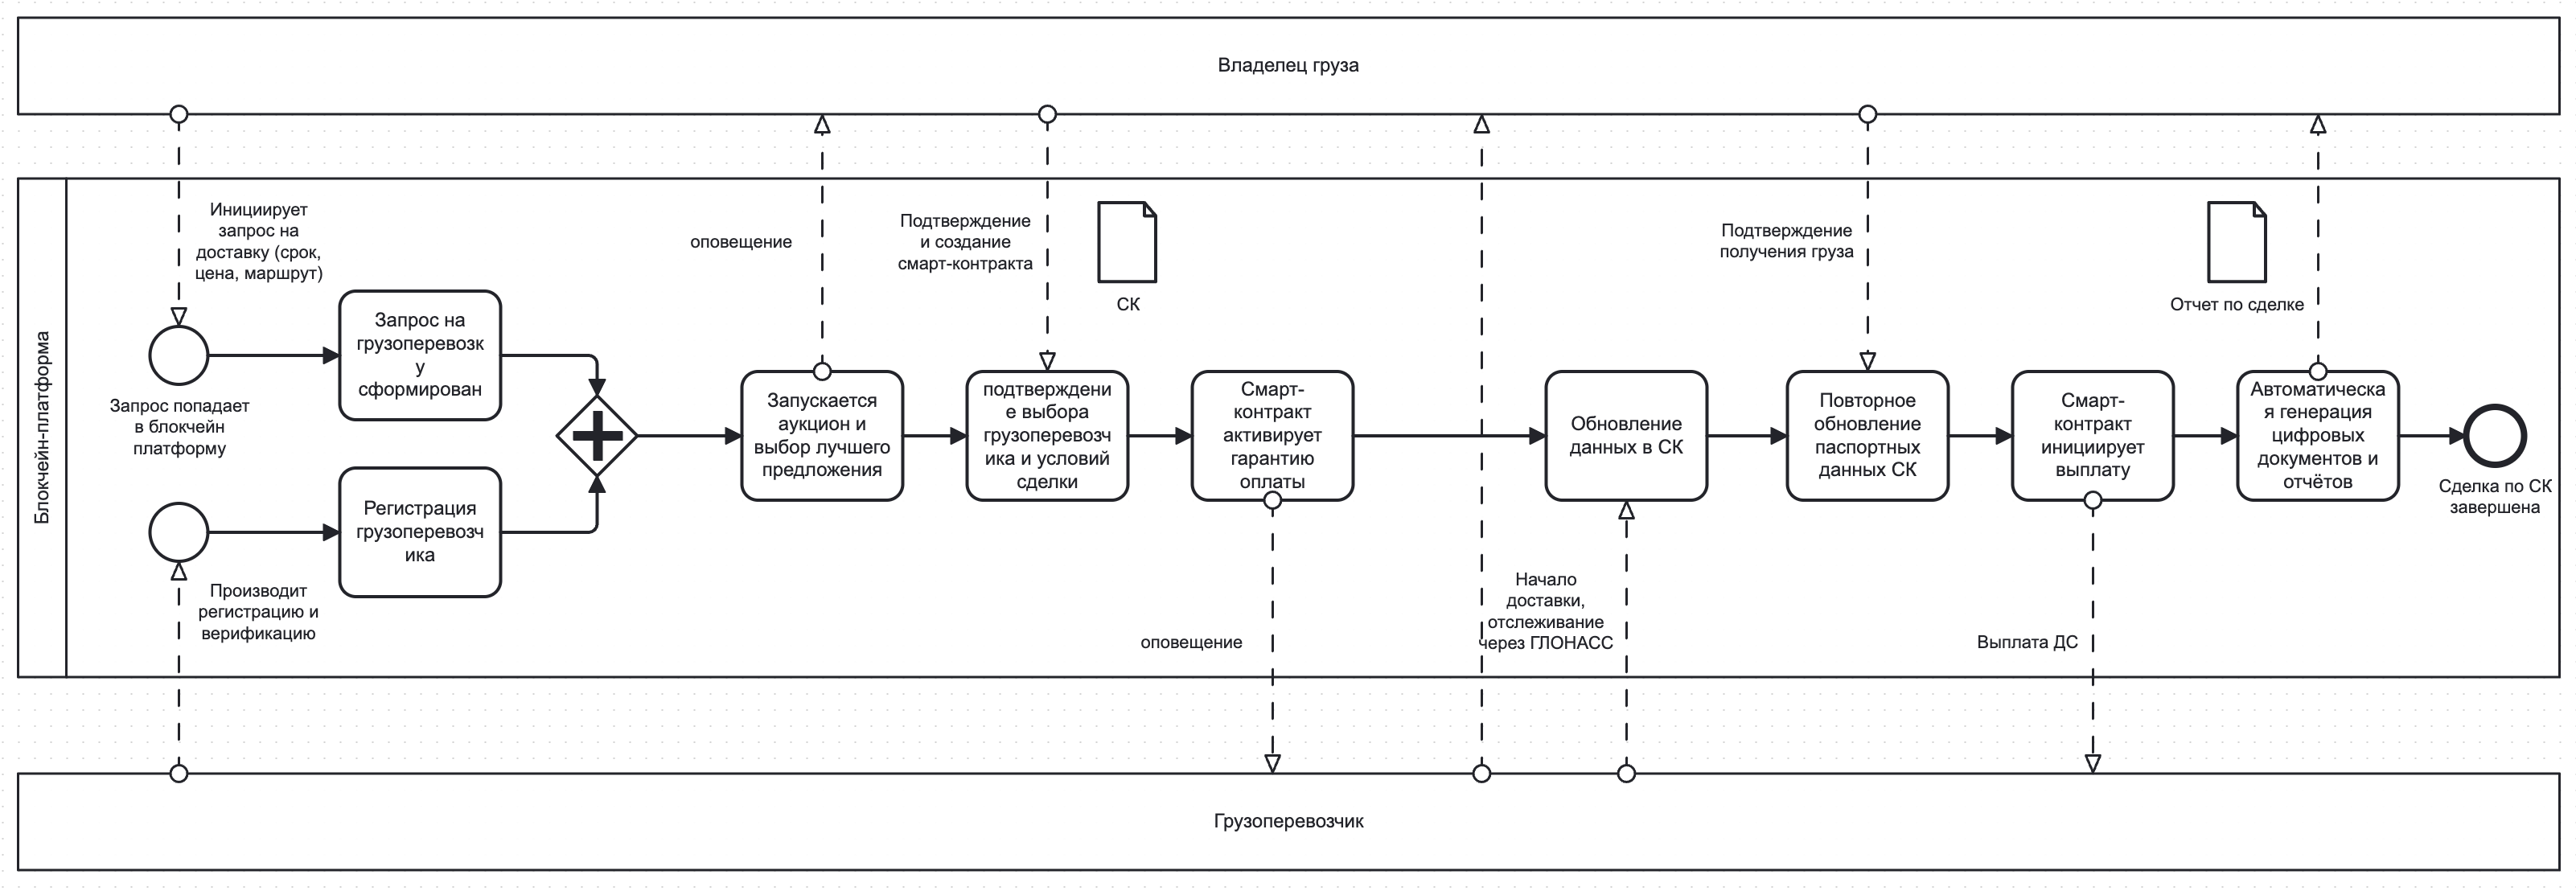 Владелец груза
Блокчейн-платформа
Инициирует
запрос на
доставку (срок,
цена, маршрут)
Запрос попадает
в блокчейн
платформу
Запрос на
грузоперевозк
у
сформирован
Производит
регистрацию и
верификацию
Регистрация
грузоперевозч
ика
оповещение
Запускается
аукцион и
выбор лучшего
предложения
Подтверждение
и создание
смарт-контракта
СК
подтверждени
е выбора
грузоперевозч
ика и условий
сделки
Смарт-
контракт
активирует
гарантию
оплаты
оповещение
Начало
доставки,
отслеживание
через ГЛОНАСС
Обновление
данных в СК
Подтверждение
получения груза
Повторное
обновление
паспортных
данных СК
Смарт-
контракт
инициирует
выплату
Выплата ДС
Отчет по сделке
Автоматическа
я генерация
цифровых
документов и
отчётов
Сделка по СК
завершена
Грузоперевозчик